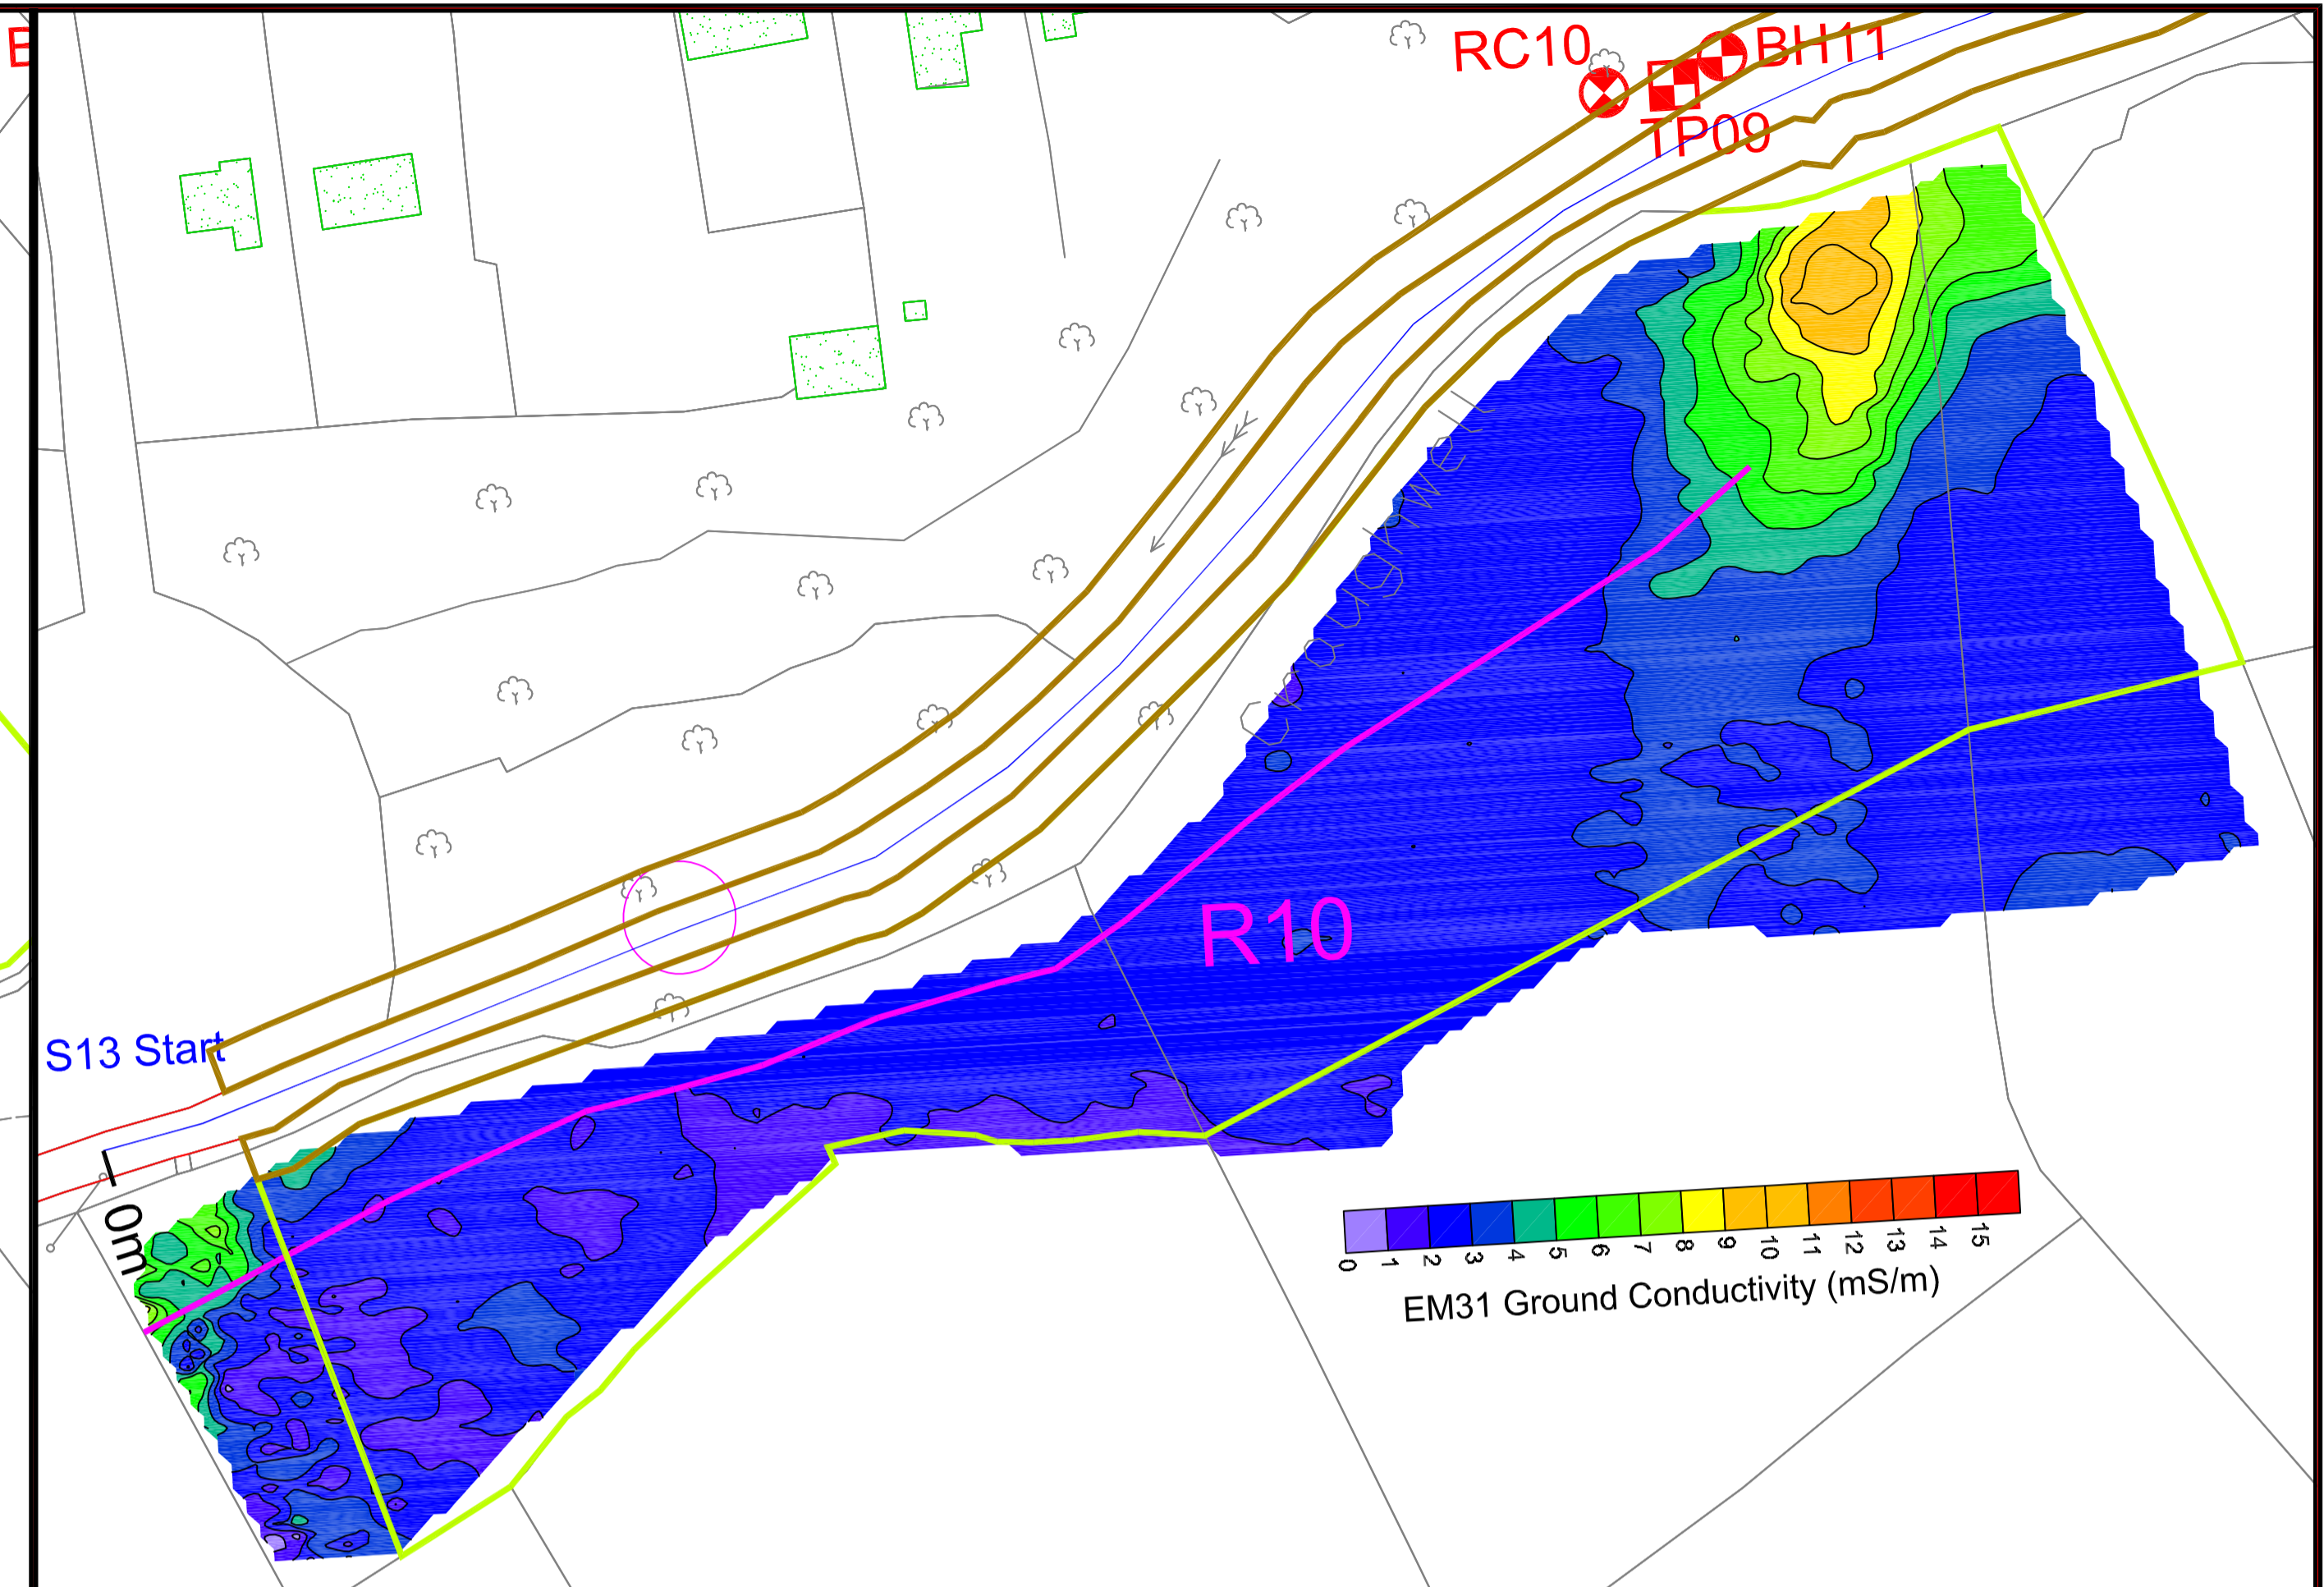 RC10
BH11
TP09
R10
S13 Start
0m
0 1 2 3 4 5 6 7 8 9 10 11 12 13 14 15
EM31 Ground Conductivity (mS/m)